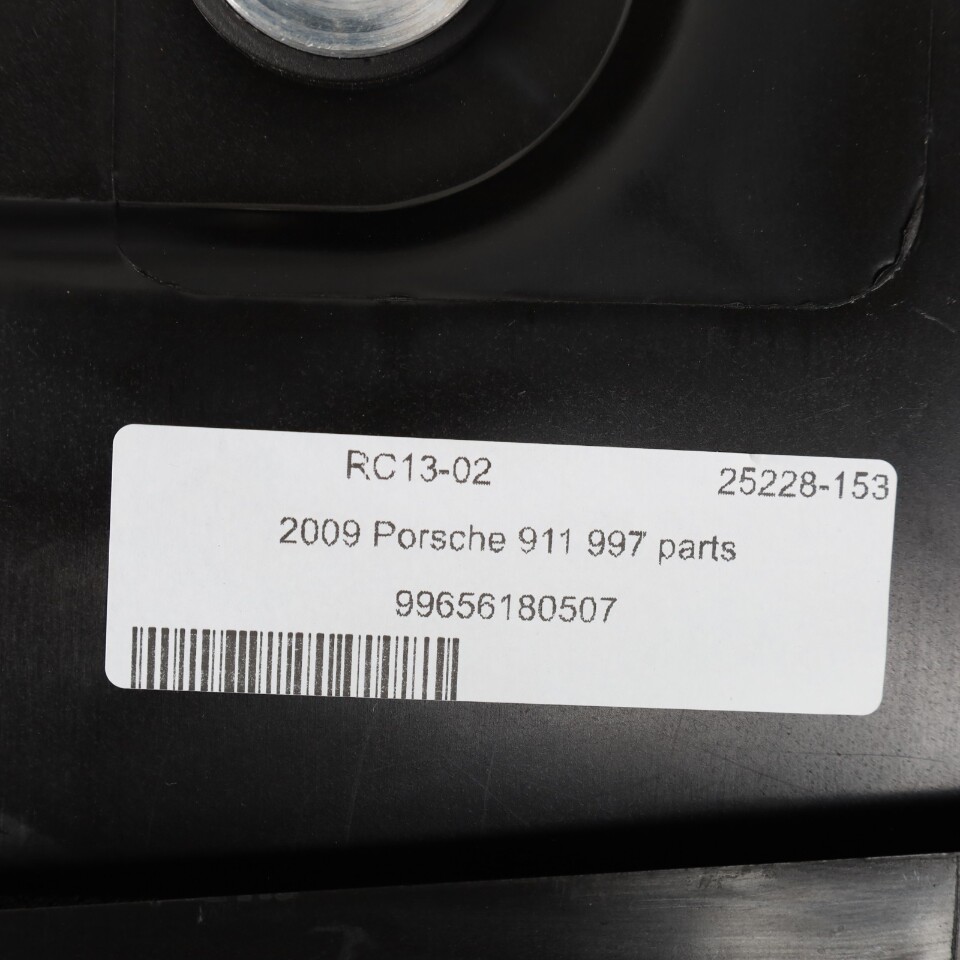 RC13-02 25228-153
2009 Porsche 911 997 parts
99656180507